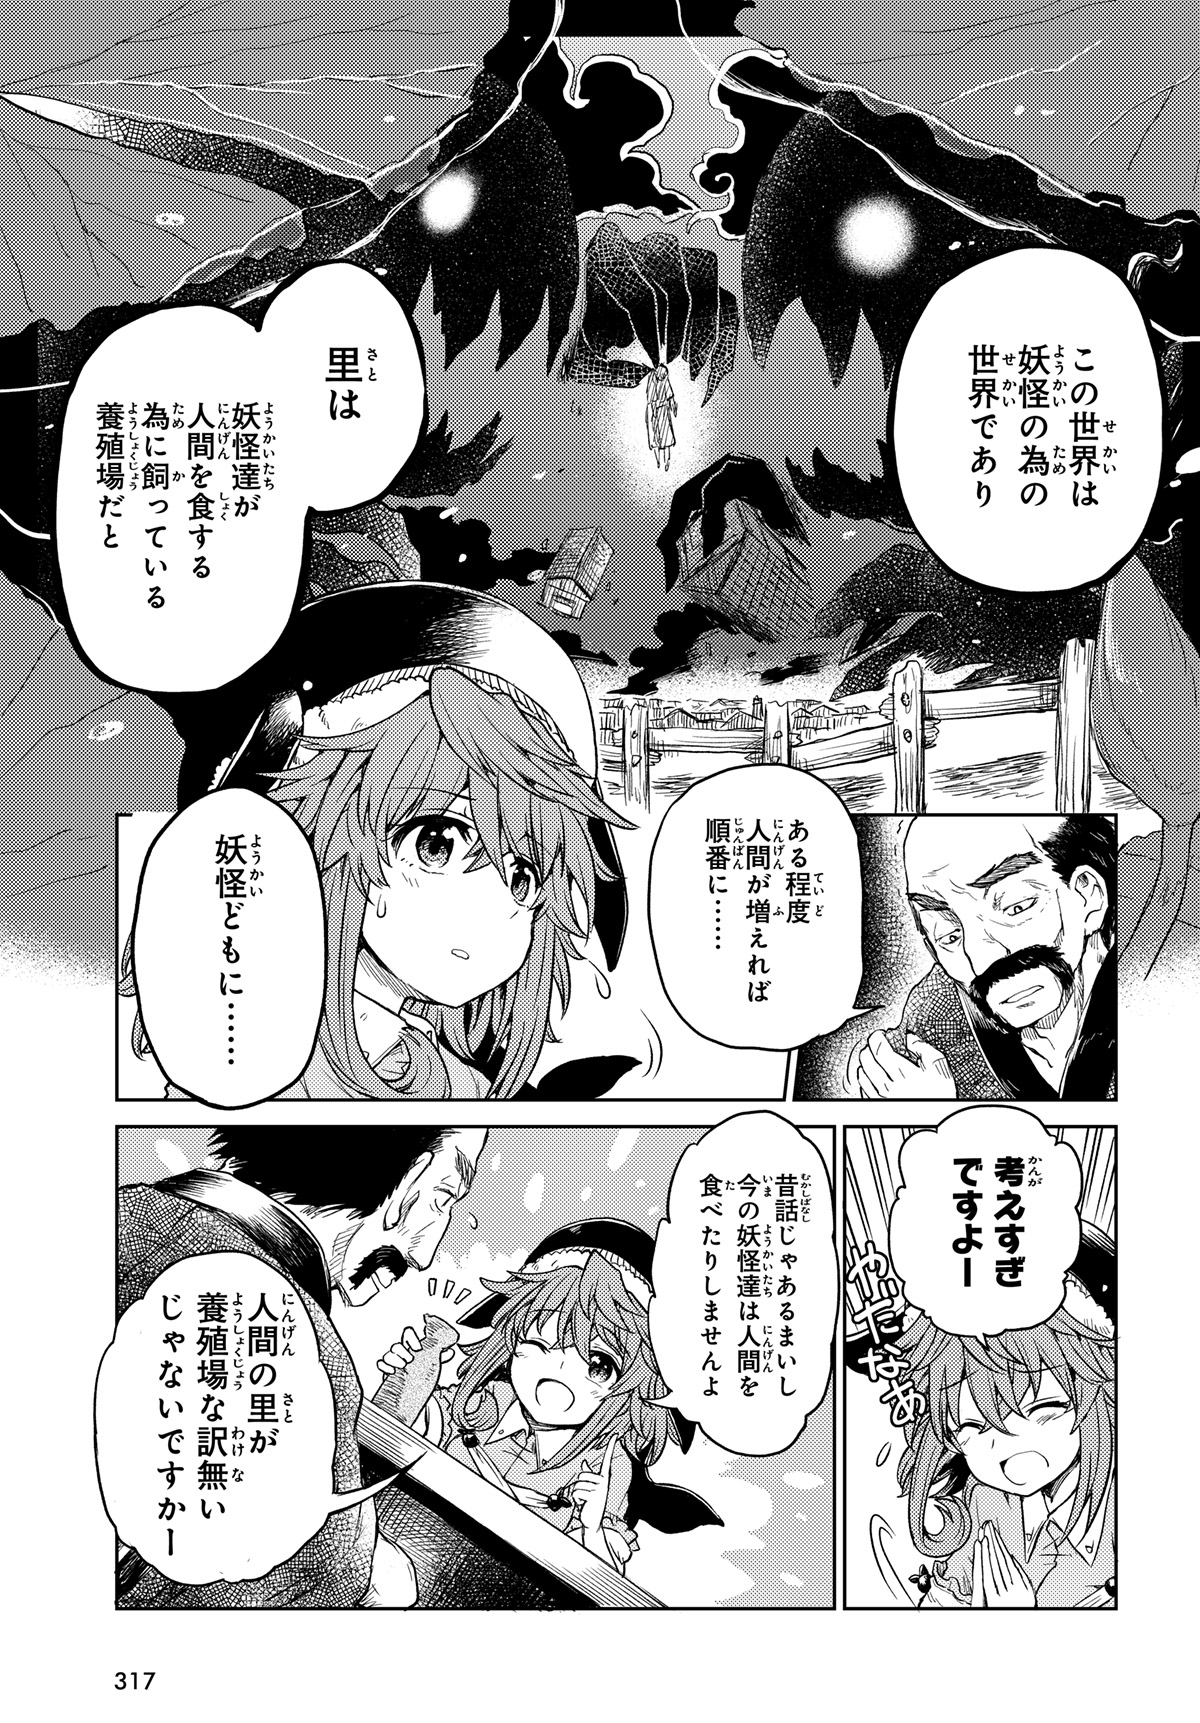 この世界は
妖怪の為の
世界であり
里は
妖怪達が
人間を食する
為に飼っている
養殖場だと
ある程度
人間が増えれば
順番に……
妖怪どもに……
考えすぎ
ですよー
やだなぁ
昔話じゃあるまいし
今の妖怪達は人間を
食べたりしませんよ
人間の里が
養殖場な訳無い
じゃないですかー
317